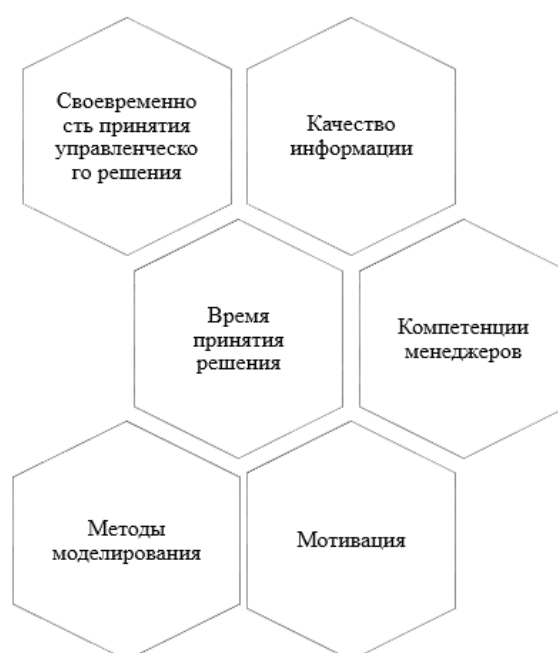 Своевременно
сть принятия
управленческо
го решения
Качество
информации
Время
принятия
решения
Компетенции
менеджеров
Методы
моделирования
Мотивация